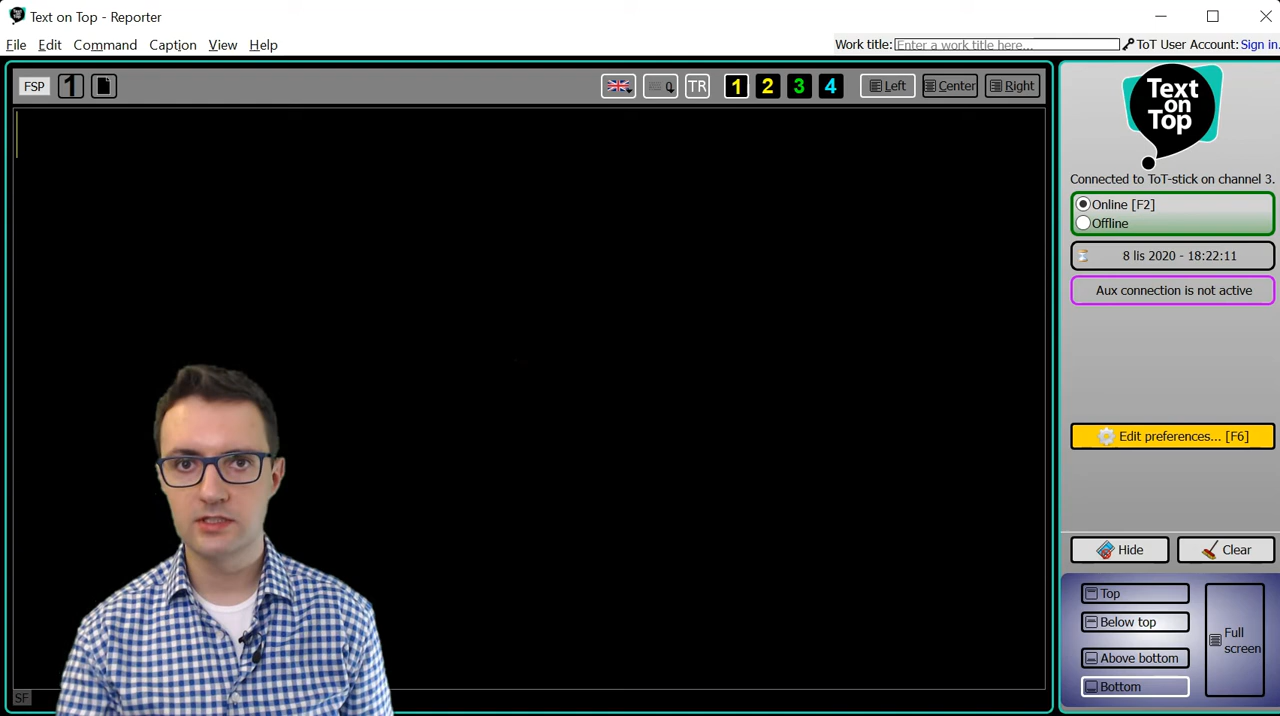 Text on Top - Reporter
File Edit Command Caption View Help
Work title: Enter a work title here... ToT User Account: Sign in.
FSP 1 TR 1 2 3 4 Left Center Right
Text
on
Top
Connected to ToT-stick on channel 3.
Online [F2]
Offline
8 lis 2020 - 18:22:11
Aux connection is not active
Edit preferences... [F6]
Hide Clear
Top
Below top
Above bottom
Bottom
Full
screen
SF